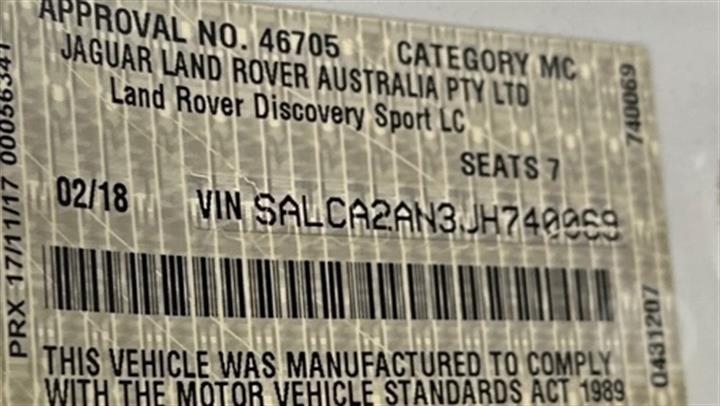 APPROVAL NO. 46705 CATEGORY MC
JAGUAR LAND ROVER AUSTRALIA PTY LTD
Land Rover Discovery Sport LC
SEATS 7
02/18 VIN SALCA2AN3JH740069
THIS VEHICLE WAS MANUFACTURED TO COMPLY
WITH THE MOTOR VEHICLE STANDARDS ACT 1989
PRX 17/11/17 00056341
740069
0431207